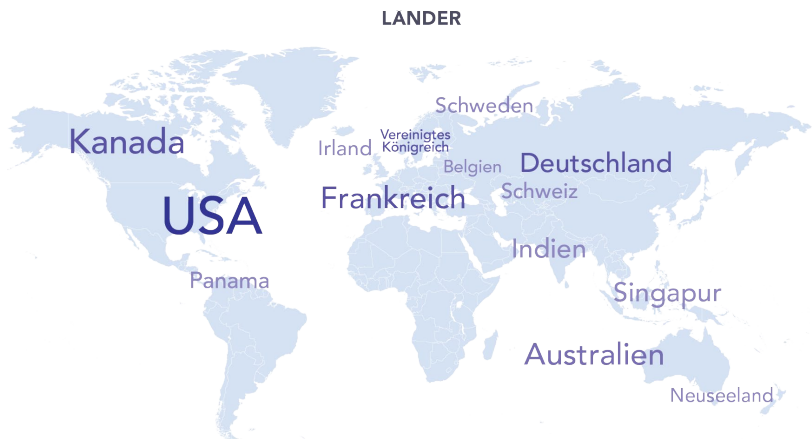 LANDER
Schweden
Kanada
Vereinigtes
Königreich
Irland
Belgien
Deutschland
Frankreich
Schweiz
USA
Indien
Panama
Singapur
Australien
Neuseeland